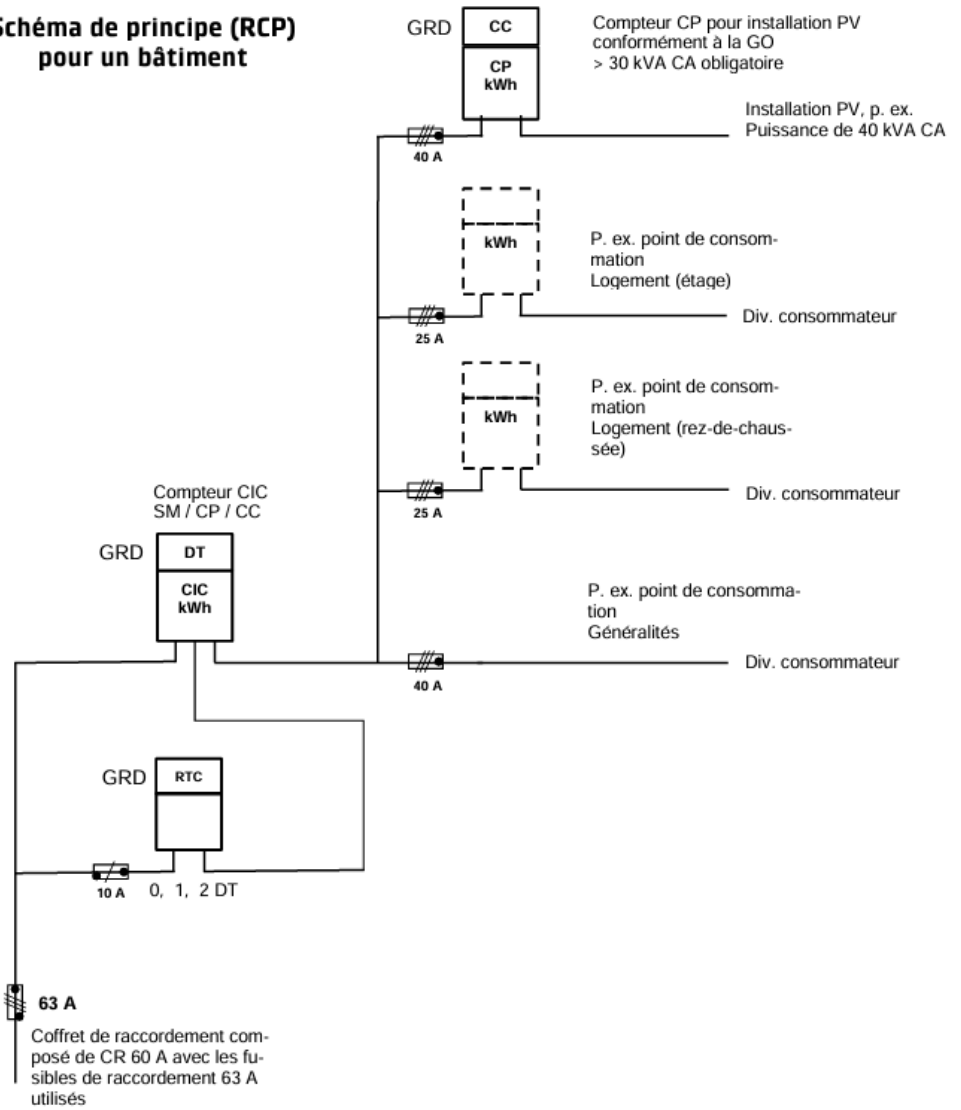 Schéma de principe (RCP)
pour un bâtiment
GRD
CC
CP
kWh
Compteur CP pour installation PV
conformément à la GO
> 30 kVA CA obligatoire
Installation PV, p. ex.
Puissance de 40 kVA CA
40 A
kWh
P. ex. point de consom-
mation
Logement (étage)
Div. consommateur
25 A
kWh
P. ex. point de consom-
mation
Logement (rez-de-chaus-
sée)
Div. consommateur
25 A
Compteur CIC
SM / CP / CC
GRD
DT
CIC
kWh
P. ex. point de consomma-
tion
Généralités
Div. consommateur
40 A
GRD
RTC
10 A
0, 1, 2 DT
63 A
Coffret de raccordement com-
posé de CR 60 A avec les fu-
sibles de raccordement 63 A
utilisés